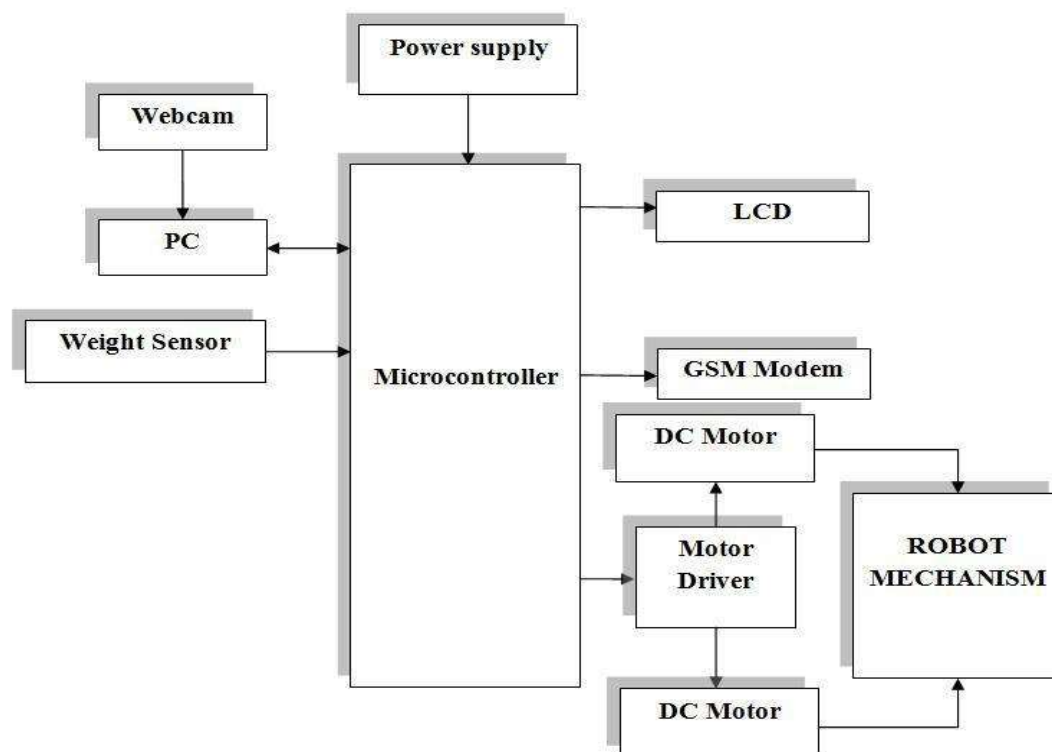 Power supply
Webcam
PC
LCD
Weight Sensor
Microcontroller
GSM Modem
DC Motor
Motor
Driver
ROBOT
MECHANISM
DC Motor